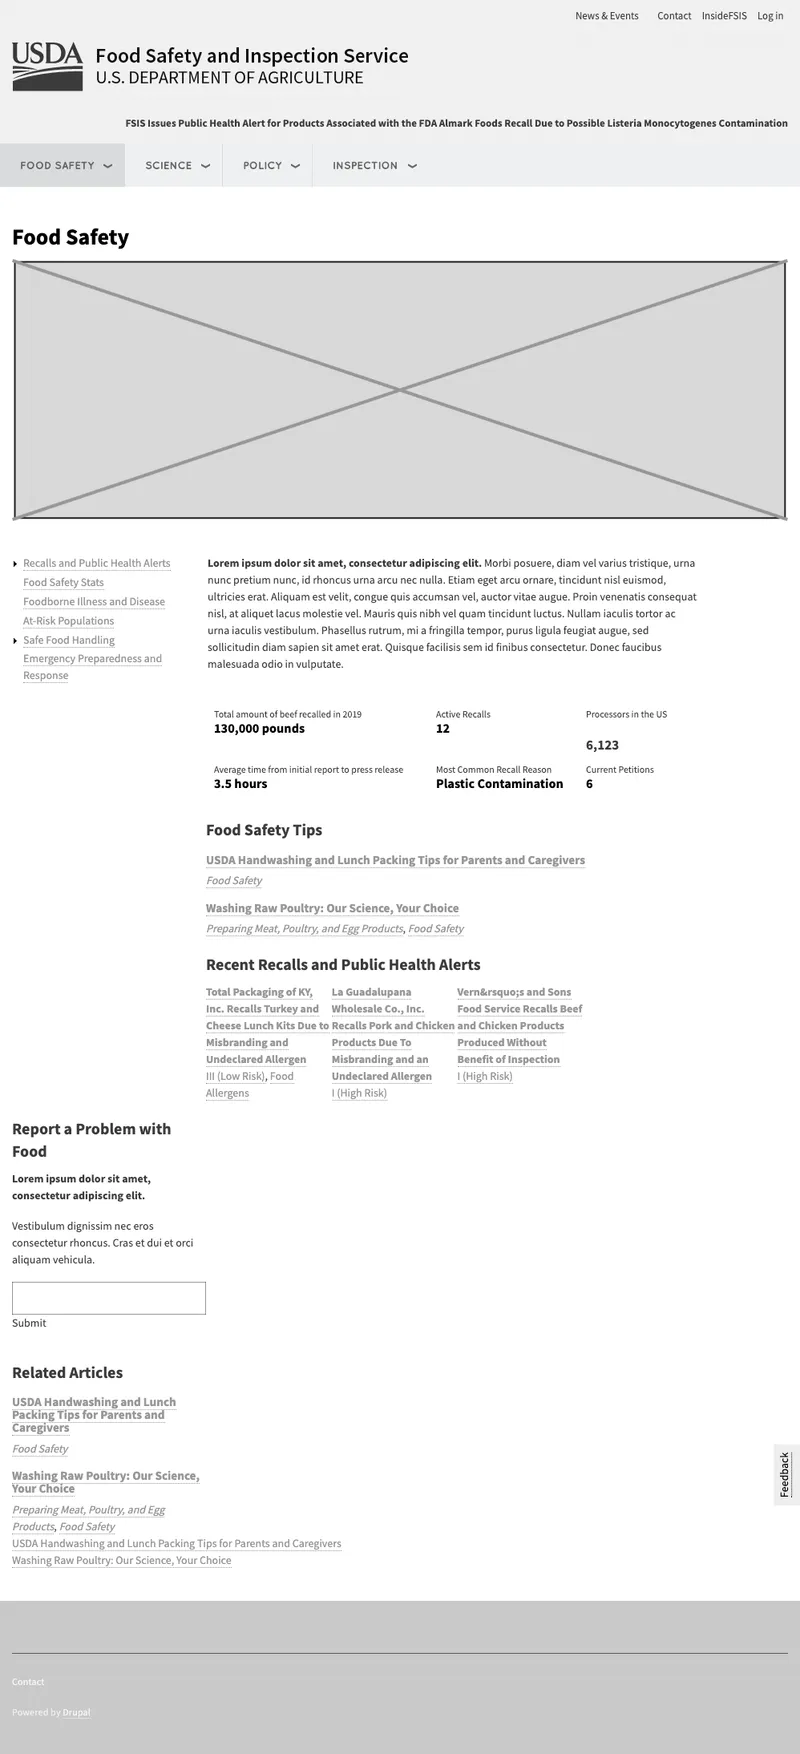 News & Events Contact InsideFSIS Log in
USDA
Food Safety and Inspection Service
U.S. DEPARTMENT OF AGRICULTURE
FSIS Issues Public Health Alert for Products Associated with the FDA Almark Foods Recall Due to Possible Listeria Monocytogenes Contamination
FOOD SAFETY SCIENCE POLICY INSPECTION
Food Safety
Recalls and Public Health Alerts
Food Safety Stats
Foodborne Illness and Disease
At-Risk Populations
Safe Food Handling
Emergency Preparedness and
Response
Lorem ipsum dolor sit amet, consectetur adipiscing elit. Morbi posuere, diam vel varius tristique, urna
nunc pretium nunc, id rhoncus urna arcu nec nulla. Etiam eget arcu ornare, tincidunt nisl euismod,
ultricies erat. Aliquam est velit, congue quis accumsan vel, auctor vitae augue. Proin venenatis consequat
nisl, at aliquet lacus molestie vel. Mauris quis nibh vel quam tincidunt luctus. Nullam iaculis tortor ac
urna iaculis vestibulum. Phasellus rutrum, mi a fringilla tempor, purus ligula feugiat augue, sed
sollicitudin diam sapien sit amet erat. Quisque facilisis sem id finibus consectetur. Donec faucibus
malesuada odio in vulputate.
Total amount of beef recalled in 2019
130,000 pounds
Active Recalls
12
Processors in the US
6,123
Average time from initial report to press release
3.5 hours
Most Common Recall Reason
Plastic Contamination
Current Petitions
6
Food Safety Tips
USDA Handwashing and Lunch Packing Tips for Parents and Caregivers
Food Safety
Washing Raw Poultry: Our Science, Your Choice
Preparing Meat, Poultry, and Egg Products, Food Safety
Recent Recalls and Public Health Alerts
Total Packaging of KY,
Inc. Recalls Turkey and
Cheese Lunch Kits Due to
Misbranding and
Undeclared Allergen
III (Low Risk), Food
Allergens
La Guadalupana
Wholesale Co., Inc.
Recalls Pork and Chicken
Products Due To
Misbranding and an
Undeclared Allergen
I (High Risk)
Vern&rsquo;s and Sons
Food Service Recalls Beef
and Chicken Products
Produced Without
Benefit of Inspection
I (High Risk)
Report a Problem with
Food
Lorem ipsum dolor sit amet,
consectetur adipiscing elit.
Vestibulum dignissim nec eros
consectetur rhoncus. Cras et dui et orci
aliquam vehicula.
Submit
Related Articles
USDA Handwashing and Lunch
Packing Tips for Parents and
Caregivers
Food Safety
Washing Raw Poultry: Our Science,
Your Choice
Preparing Meat, Poultry, and Egg
Products, Food Safety
USDA Handwashing and Lunch Packing Tips for Parents and Caregivers
Washing Raw Poultry: Our Science, Your Choice
Feedback
Contact
Powered by Drupal